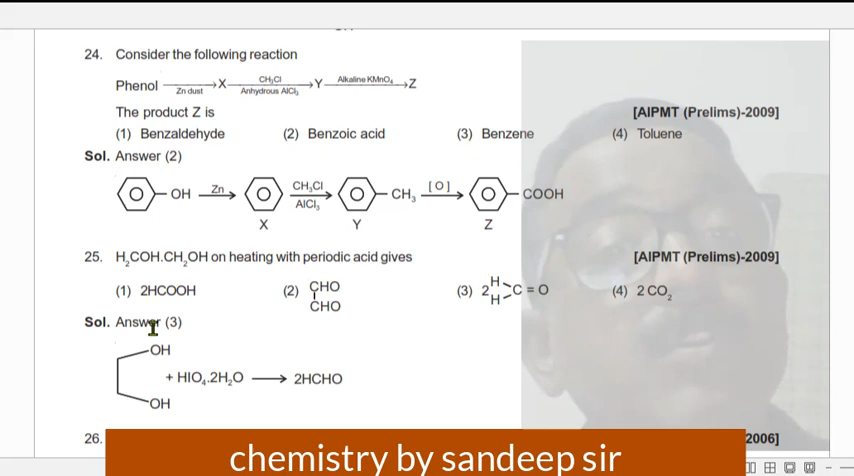 24. Consider the following reaction
Phenol —Zn dust→ X —CH₃Cl / Anhydrous AlCl₃→ Y —Alkaline KMnO₄→ Z
The product Z is [AIPMT (Prelims)-2009]
(1) Benzaldehyde (2) Benzoic acid (3) Benzene (4) Toluene
Sol. Answer (2)
OH —Zn→ —CH₃Cl / AlCl₃→ CH₃ —[O]→ COOH
X Y Z
25. H₂COH.CH₂OH on heating with periodic acid gives [AIPMT (Prelims)-2009]
(1) 2HCOOH (2) CHO CHO (3) 2 H H C = O (4) 2 CO₂
Sol. Answer (3)
OH
+ HIO₄.2H₂O → 2HCHO
OH
26. 2006]
chemistry by sandeep sir